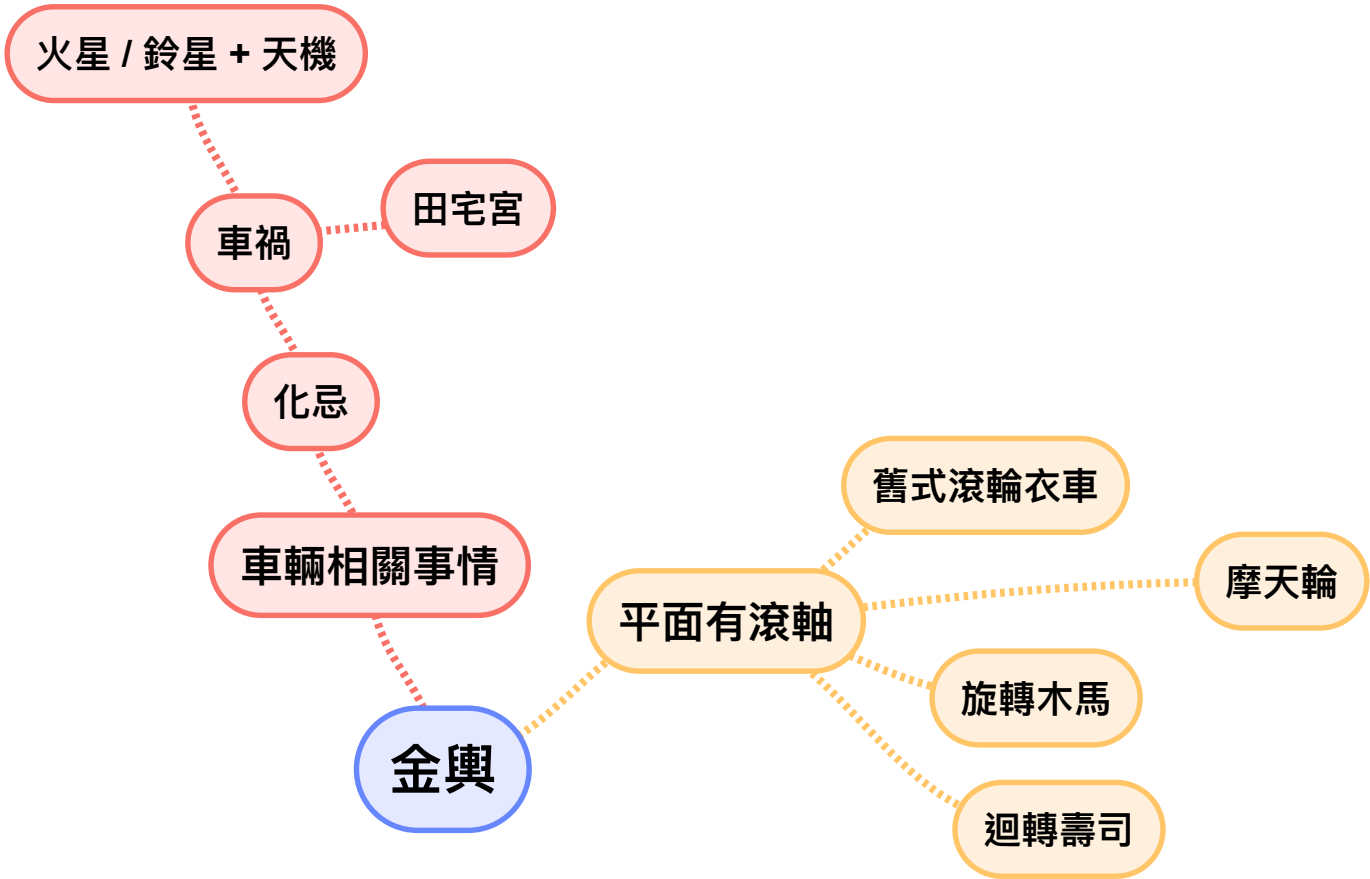 火星 / 鈴星 + 天機
田宅宮
車禍
化忌
舊式滾輪衣車
車輛相關事情
摩天輪
平面有滾軸
旋轉木馬
金輿
迴轉壽司